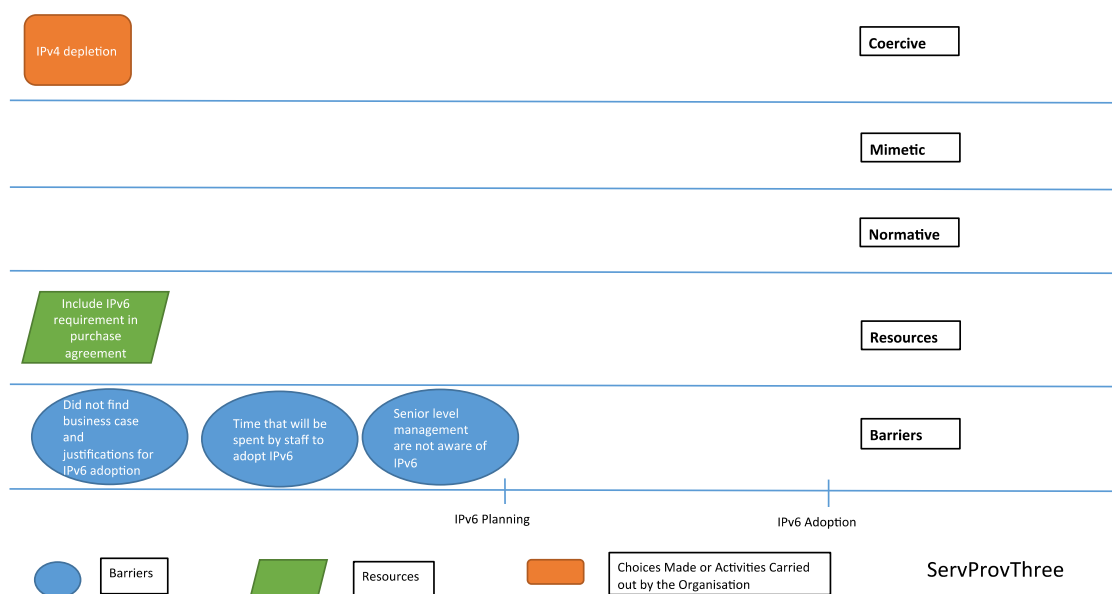 IPv4 depletion
Coercive
Mimetic
Normative
Include IPv6
requirement in
purchase
agreement
Resources
Did not find
business case
and
justifications for
IPv6 adoption
Time that will be
spent by staff to
adopt IPv6
Senior level
management
are not aware of
IPv6
Barriers
IPv6 Planning
IPv6 Adoption
Barriers
Resources
Choices Made or Activities Carried
out by the Organisation
ServProvThree